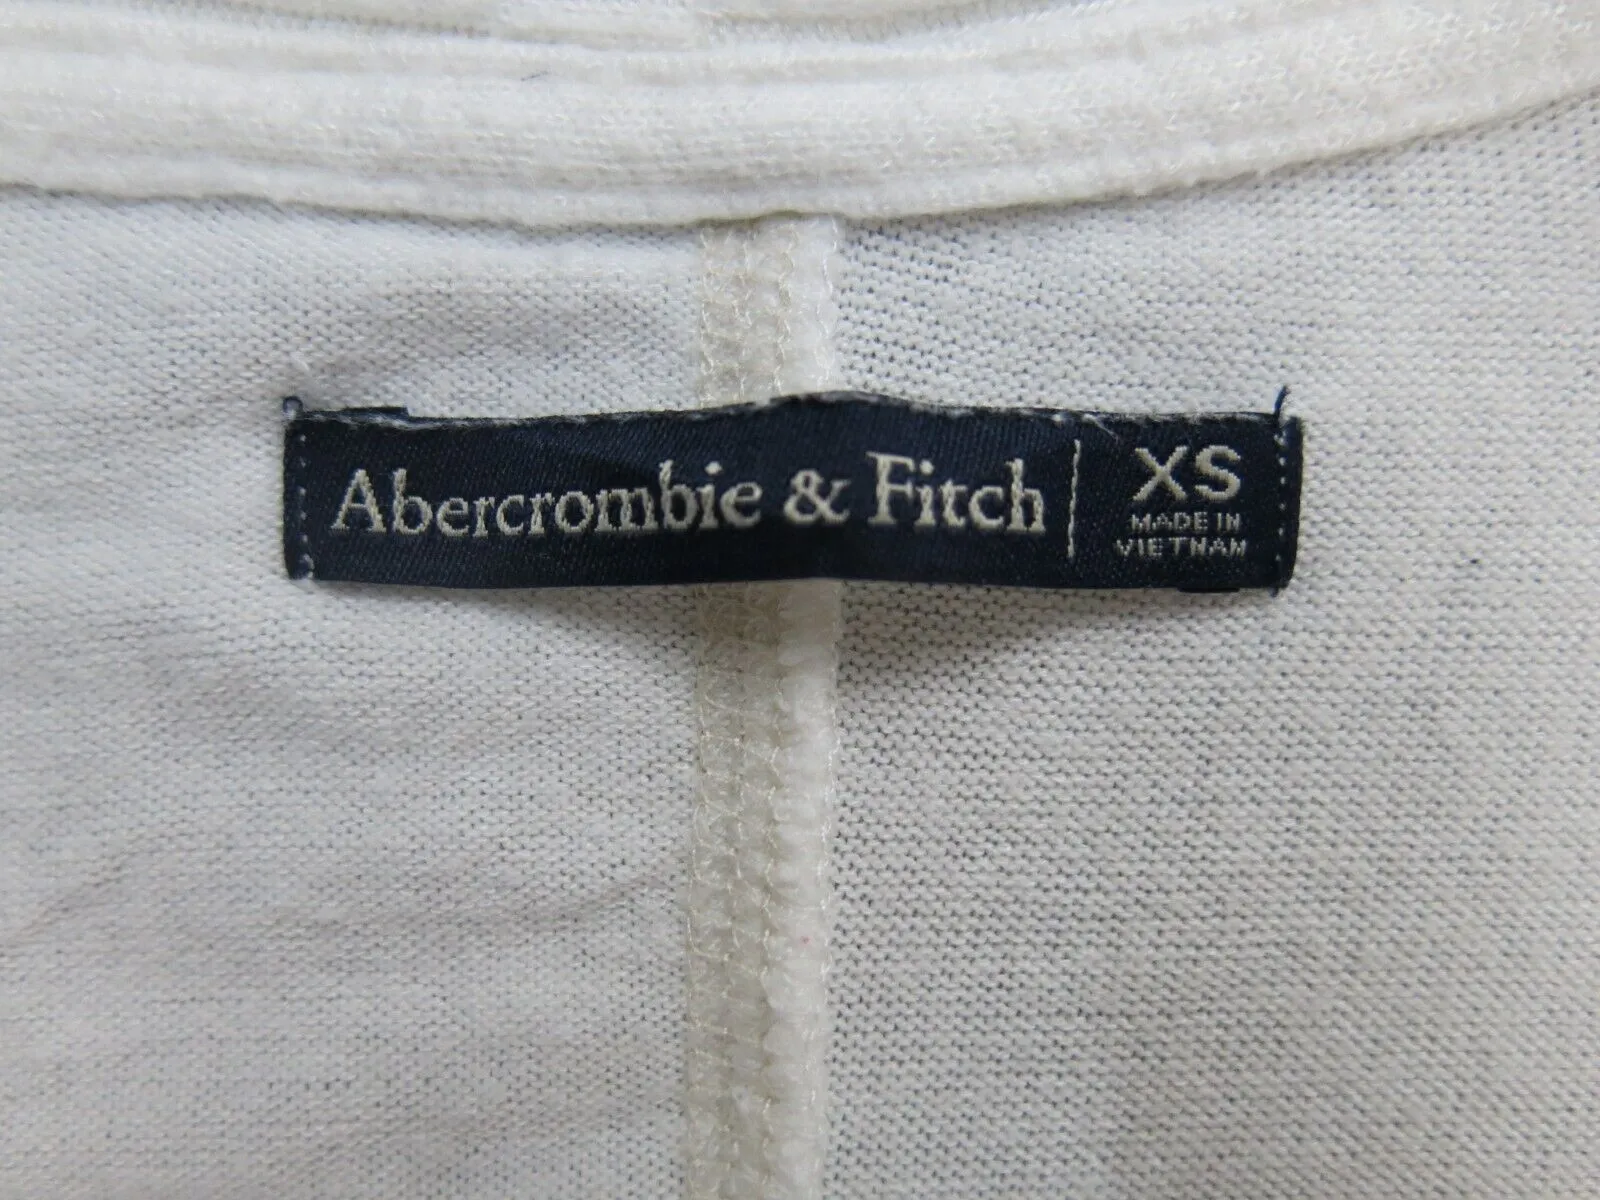 Abercrombie & Fitch
XS
MADE IN
VIETNAM